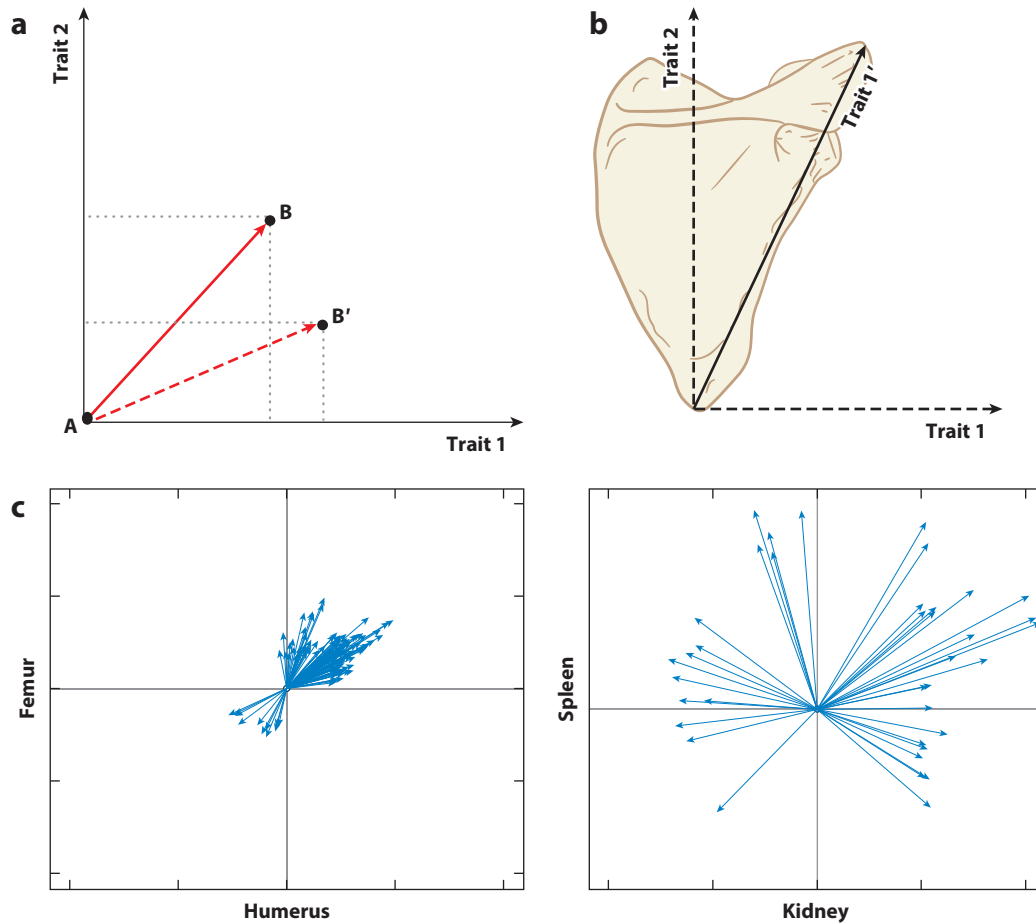 a
Trait 2
B
B′
A
Trait 1
b
Trait 2
Trait 1′
Trait 1
c
Femur
Humerus
Spleen
Kidney